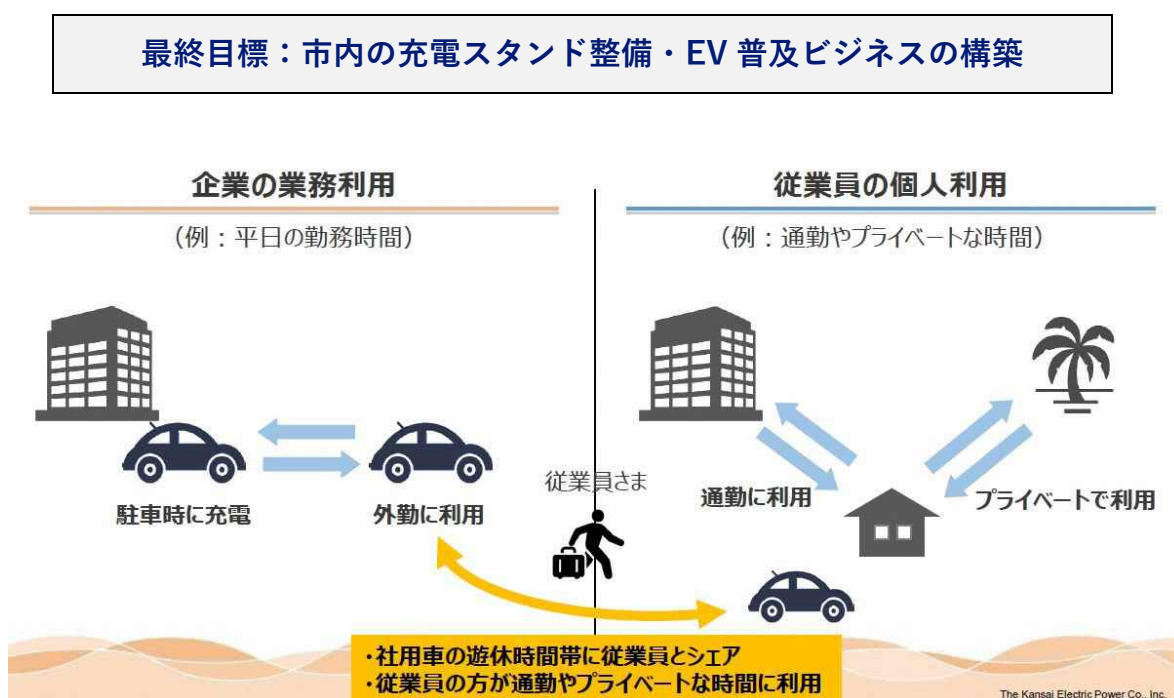 最終目標：市内の充電スタンド整備・EV 普及ビジネスの構築
企業の業務利用
（例：平日の勤務時間）
駐車時に充電
外勤に利用
従業員さま
従業員の個人利用
（例：通勤やプライベートな時間）
通勤に利用
プライベートで利用
・社用車の遊休時間帯に従業員とシェア
・従業員の方が通勤やプライベートな時間に利用
The Kansai Electric Power Co., Inc.